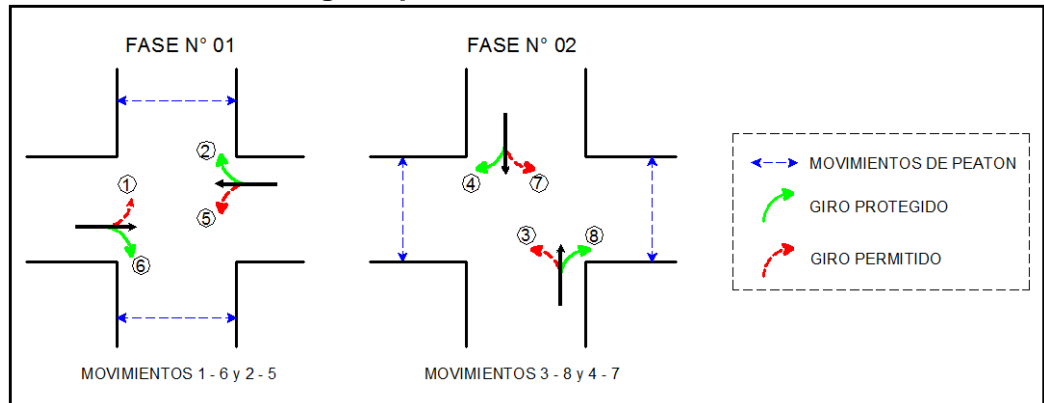 FASE N° 01
FASE N° 02
2
1
5
6
4
7
3
8
MOVIMIENTOS DE PEATON
GIRO PROTEGIDO
GIRO PERMITIDO
MOVIMIENTOS 1 - 6 y 2 - 5
MOVIMIENTOS 3 - 8 y 4 - 7